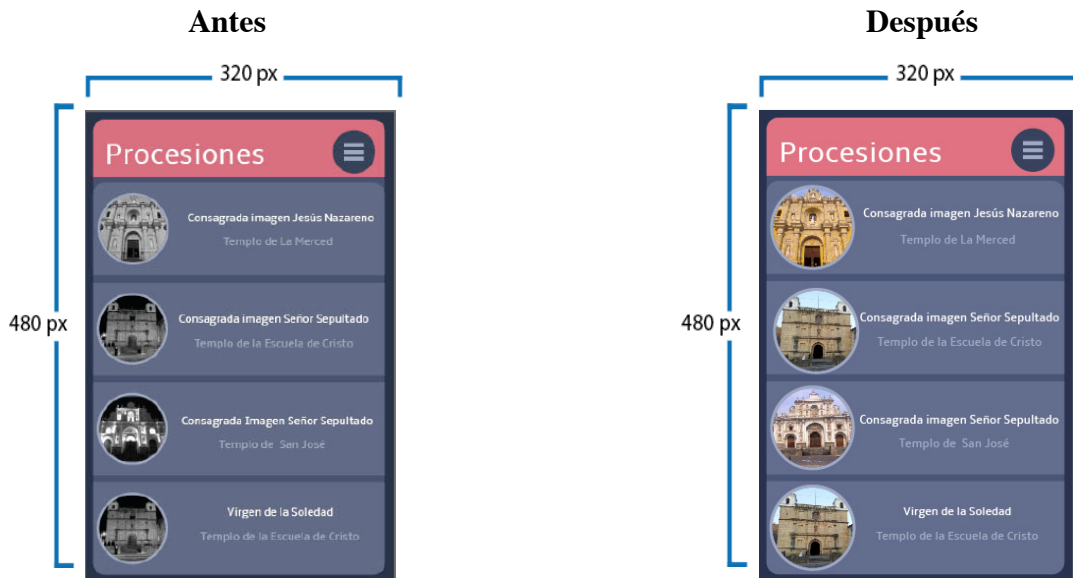 Antes
320 px
480 px
Procesiones
Consagrada imagen Jesús Nazareno
Templo de La Merced
Consagrada imagen Señor Sepultado
Templo de la Escuela de Cristo
Consagrada Imagen Señor Sepultado
Templo de San José
Virgen de la Soledad
Templo de la Escuela de Cristo
Después
320 px
480 px
Procesiones
Consagrada imagen Jesús Nazareno
Templo de La Merced
Consagrada imagen Señor Sepultado
Templo de la Escuela de Cristo
Consagrada imagen Señor Sepultado
Templo de San José
Virgen de la Soledad
Templo de la Escuela de Cristo